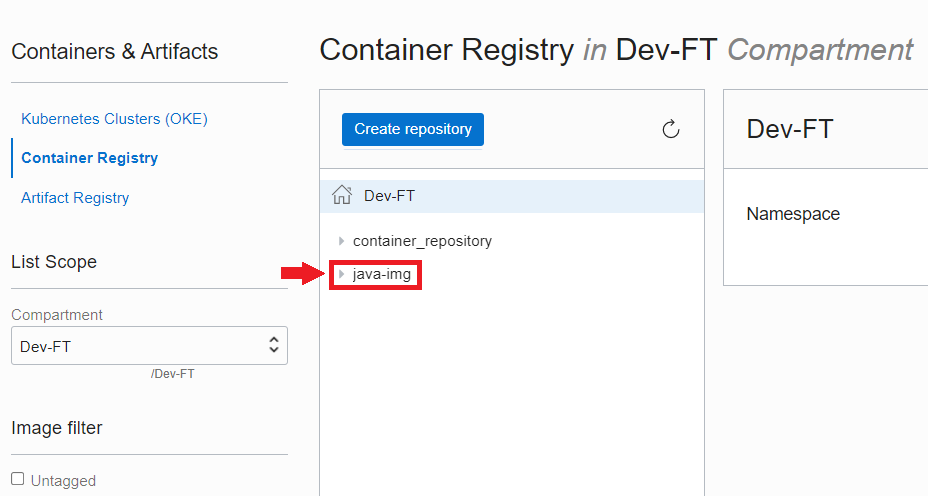 Containers & Artifacts
Kubernetes Clusters (OKE)
Container Registry
Artifact Registry
List Scope
Compartment
Dev-FT
/Dev-FT
Image filter
Untagged
Container Registry in Dev-FT Compartment
Create repository
Dev-FT
container_repository
java-img
Dev-FT
Namespace